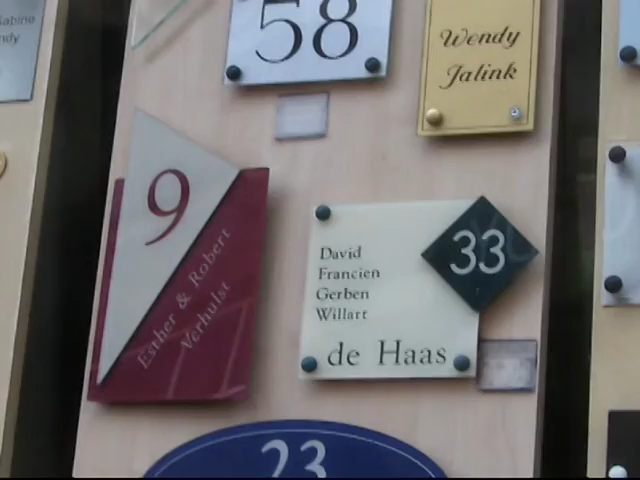 58
Wendy
Jalink
9
Esther & Robert
Verhulst
33
David
Francien
Gerben
Willart
de Haas
23